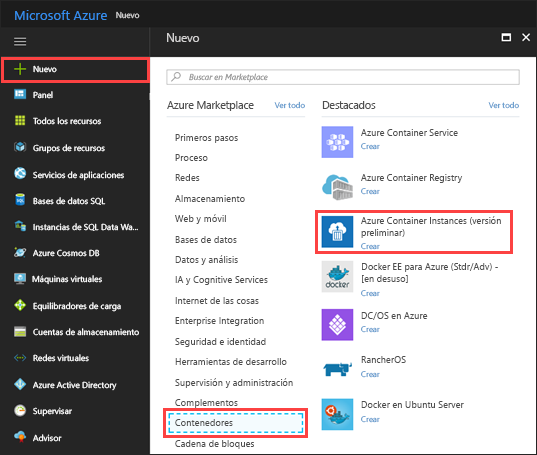 Microsoft Azure Nuevo
Nuevo
Panel
Todos los recursos
Grupos de recursos
Servicios de aplicaciones
Bases de datos SQL
Instancias de SQL Data Wa...
Azure Cosmos DB
Máquinas virtuales
Equilibradores de carga
Cuentas de almacenamiento
Redes virtuales
Azure Active Directory
Supervisar
Advisor
Nuevo
Buscar en Marketplace
Azure Marketplace Ver todo
Primeros pasos
Proceso
Redes
Almacenamiento
Web y móvil
Bases de datos
Datos y análisis
IA y Cognitive Services
Internet de las cosas
Enterprise Integration
Seguridad e identidad
Herramientas de desarrollo
Supervisión y administración
Complementos
Contenedores
Cadena de bloques
Destacados Ver todo
Azure Container Service
Crear
Azure Container Registry
Crear
Azure Container Instances (versión
preliminar)
Crear
docker
Docker EE para Azure (Stdr/Adv) -
[en desuso]
Crear
DC/OS en Azure
Crear
RancherOS
Crear
Docker en Ubuntu Server
Crear